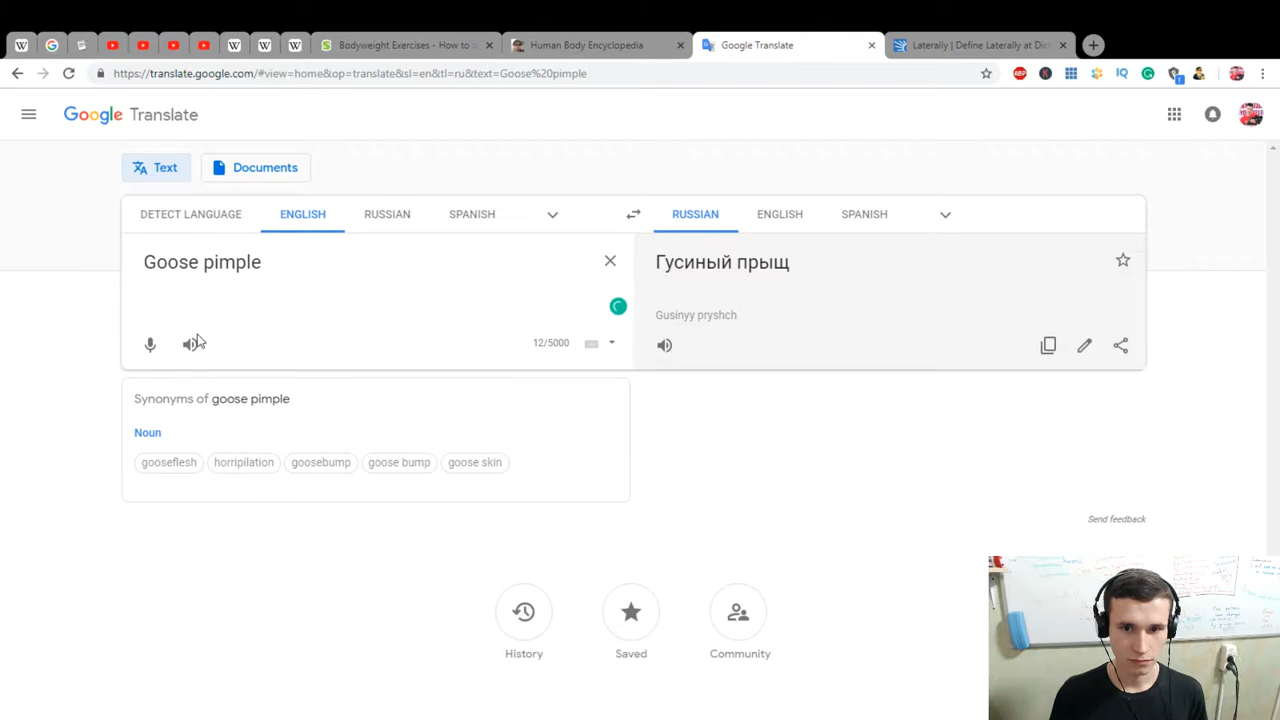 Bodyweight Exercises - How to
Human Body Encyclopedia
Google Translate
Laterally | Define Laterally at Dict
https://translate.google.com/#view=home&op=translate&sl=en&tl=ru&text=Goose%20pimple
Google Translate
Text
Documents
DETECT LANGUAGE
ENGLISH
RUSSIAN
SPANISH
RUSSIAN
ENGLISH
SPANISH
Goose pimple
Гусиный прыщ
Gusinyy pryshch
12/5000
Synonyms of goose pimple
Noun
gooseflesh
horripilation
goosebump
goose bump
goose skin
Send feedback
History
Saved
Community